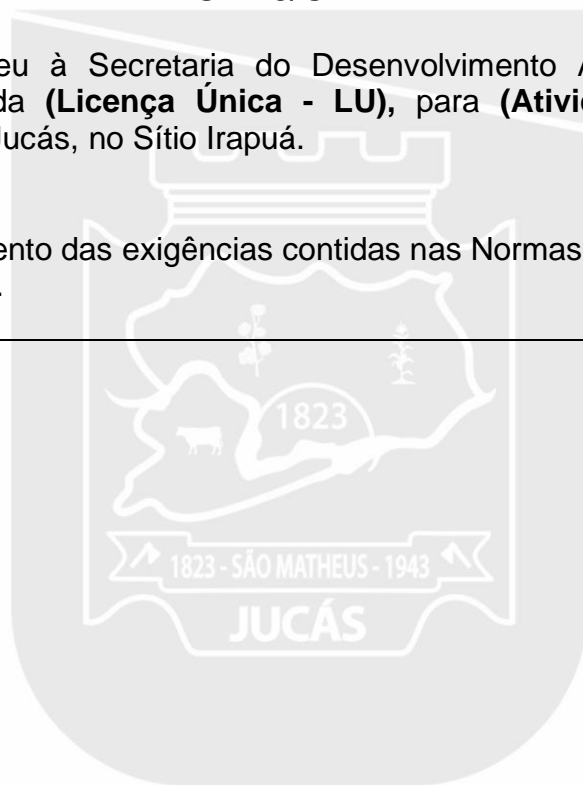 eu à Secretaria do Desenvolvimento
da (Licença Única - LU), para (Ativi
Jucás, no Sítio Irapuá.
ento das exigências contidas nas Normas
.
1823
1823 - SÃO MATHEUS - 1943
JUCÁS